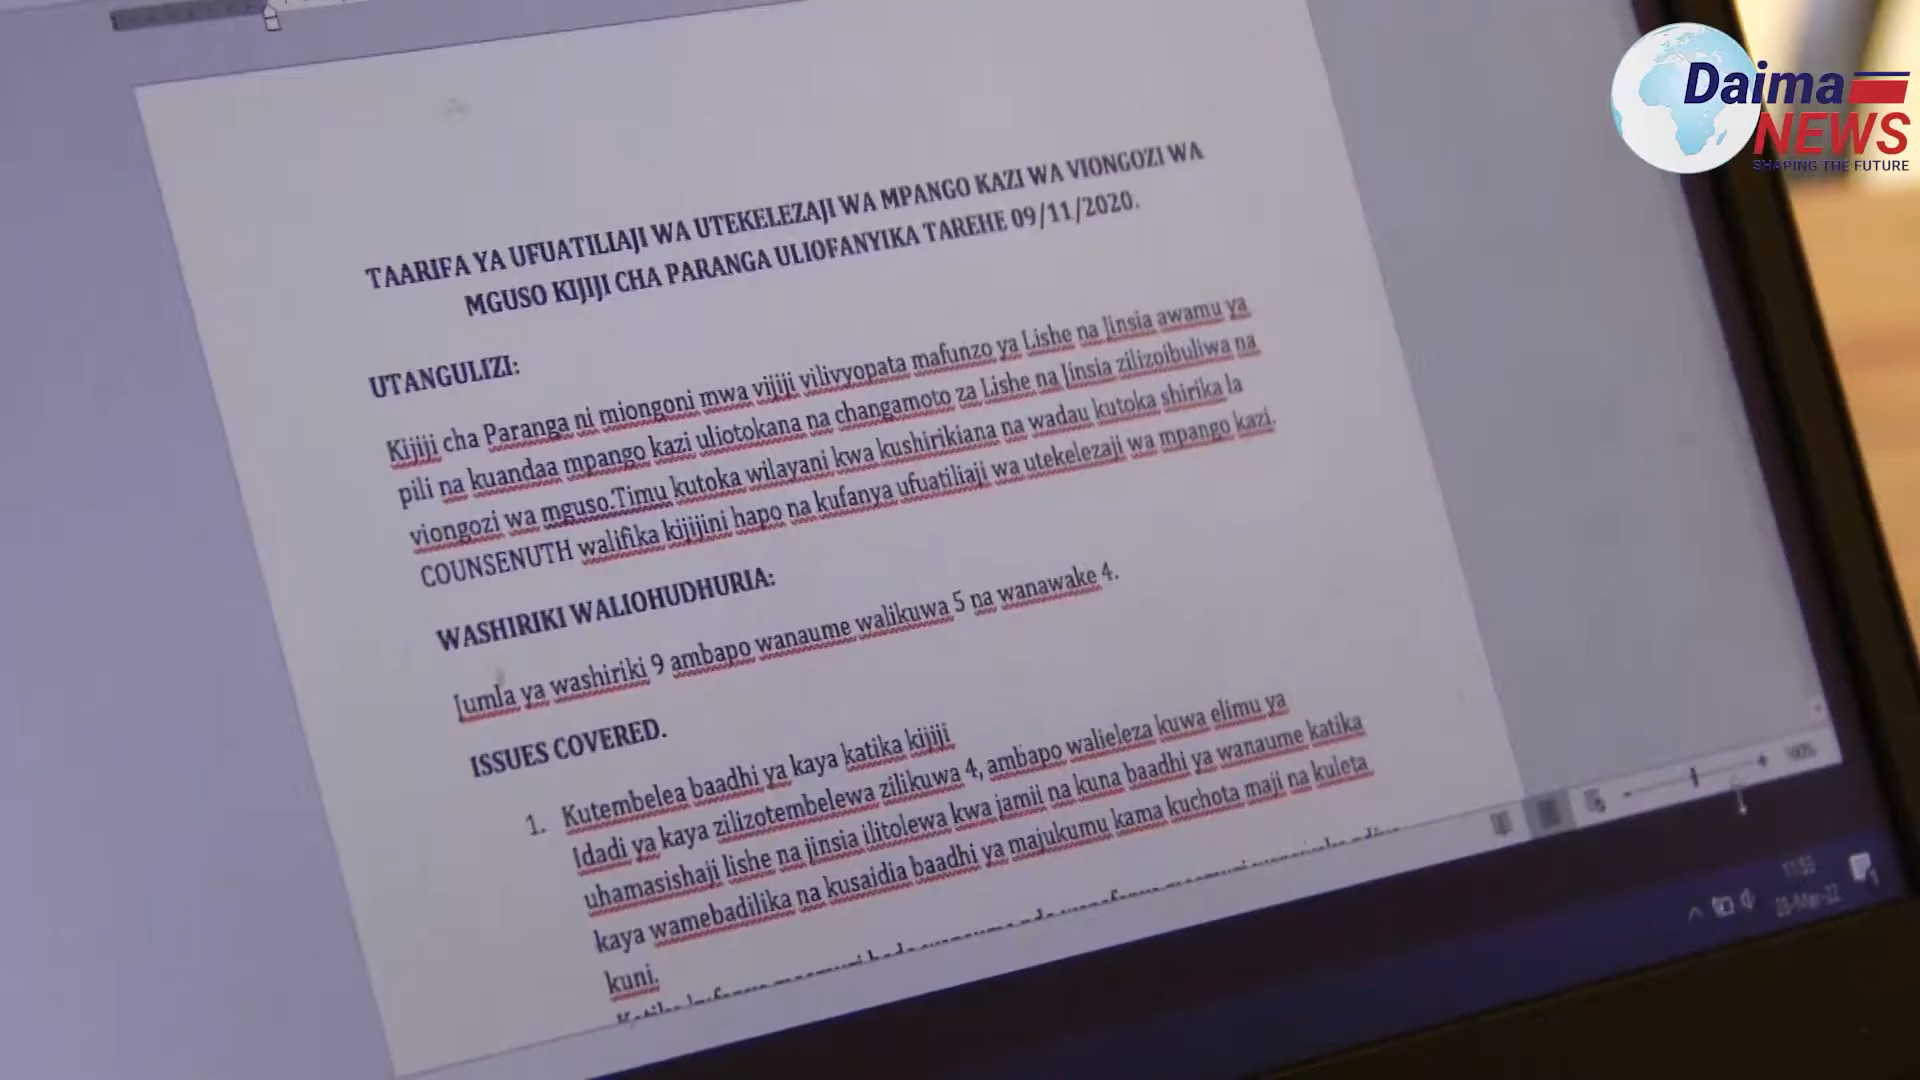 Daima
NEWS
SHAPING THE FUTURE
TAARIFA YA UFUATILIAJI WA UTEKELEZAJI WA MPANGO KAZI WA VIONGOZI WA
MGUSO KIJIJI CHA PARANGA ULIOFANYIKA TAREHE 09/11/2020.
UTANGULIZI:
Kijiji cha Paranga ni miongoni mwa vijiji vilivyopata mafunzo ya Lishe na Jinsia awamu ya
pili na kuandaa mpango kazi uliotokana na changamoto za Lishe na Jinsia zilizoibuliwa na
viongozi wa mguso.Timu kutoka wilayani kwa kushirikiana na wadau kutoka shirika la
COUNSENUTH walifika kijijini hapo na kufanya ufuatiliaji wa utekelezaji wa mpango kazi.
WASHIRIKI WALIOHUDHURIA:
Jumla ya washiriki 9 ambapo wanaume walikuwa 5 na wanawake 4.
ISSUES COVERED.
1. Kutembelea baadhi ya kaya katika kijiji
Idadi ya kaya zilizotembelewa zilikuwa 4, ambapo walieleza kuwa elimu ya
uhamasishaji lishe na jinsia ilitolewa kwa jamii na kuna baadhi ya wanaume katika
kaya wamebadilika na kusaidia baadhi ya majukumu kama kuchota maji na kuleta
kuni.
11:55